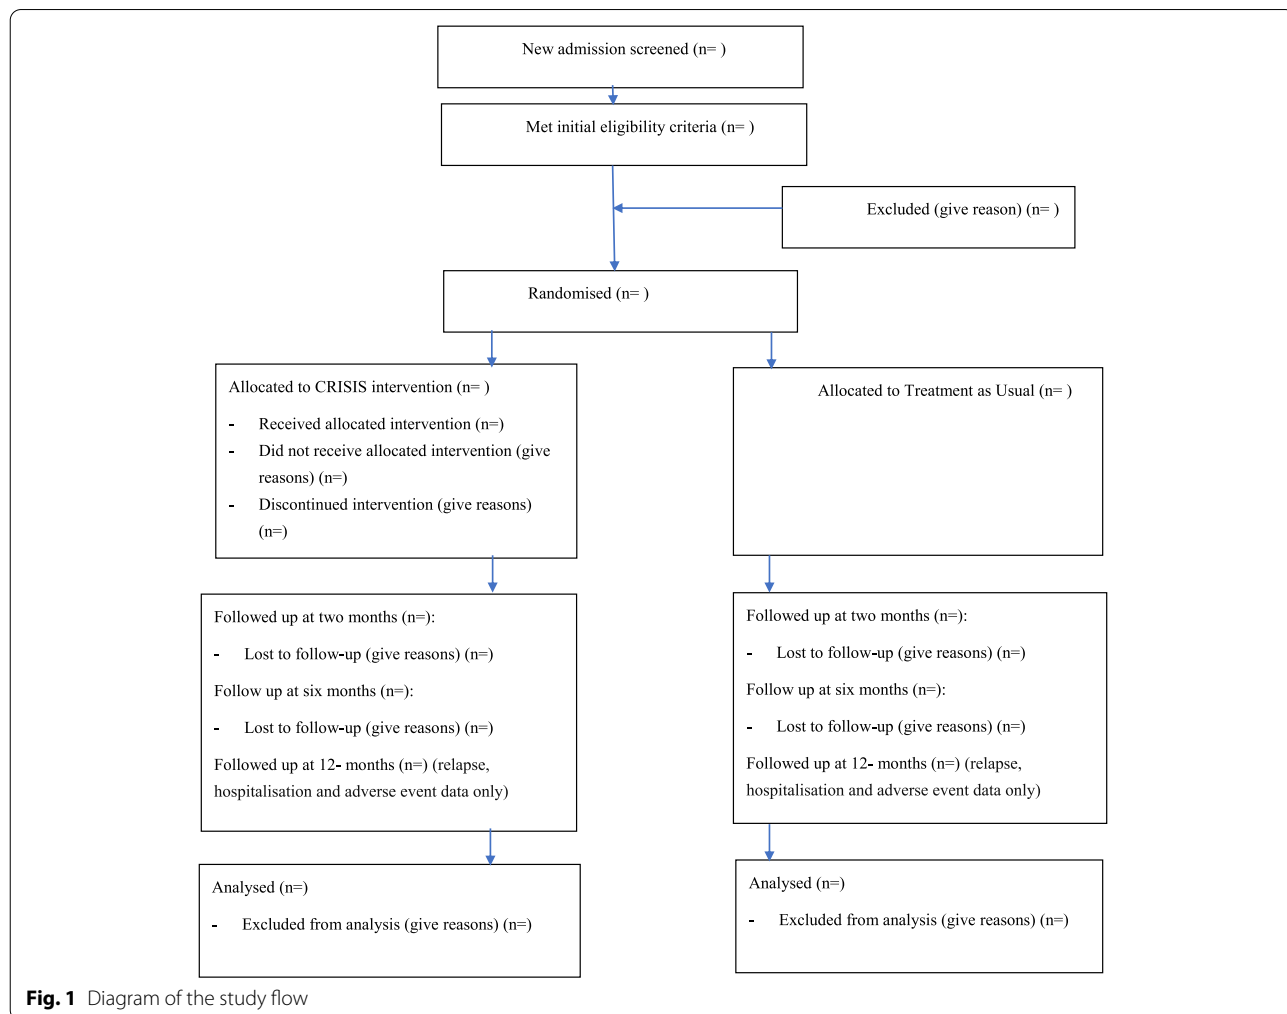 New admission screened (n= )
Met initial eligibility criteria (n= )
Excluded (give reason) (n= )
Randomised (n= )
Allocated to CRISIS intervention (n= )
- Received allocated intervention (n=)
- Did not receive allocated intervention (give
reasons) (n=)
- Discontinued intervention (give reasons)
(n=)
Allocated to Treatment as Usual (n= )
Followed up at two months (n=):
- Lost to follow-up (give reasons) (n=)
Follow up at six months (n=):
- Lost to follow-up (give reasons) (n=)
Followed up at 12- months (n=) (relapse,
hospitalisation and adverse event data only)
Followed up at two months (n=):
- Lost to follow-up (give reasons) (n=)
Follow up at six months (n=):
- Lost to follow-up (give reasons) (n=)
Followed up at 12- months (n=) (relapse,
hospitalisation and adverse event data only)
Analysed (n=)
- Excluded from analysis (give reasons) (n=)
Analysed (n=)
- Excluded from analysis (give reasons) (n=)
Fig. 1 Diagram of the study flow